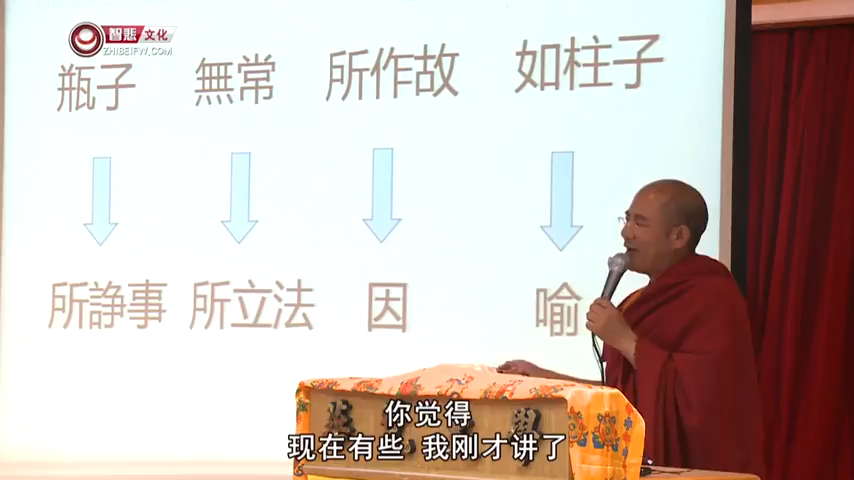 智悲文化
ZHIBEIFW.COM
瓶子 無常 所作故 如柱子
所諍事 所立法 因 喻
你觉得
现在有些 我刚才讲了